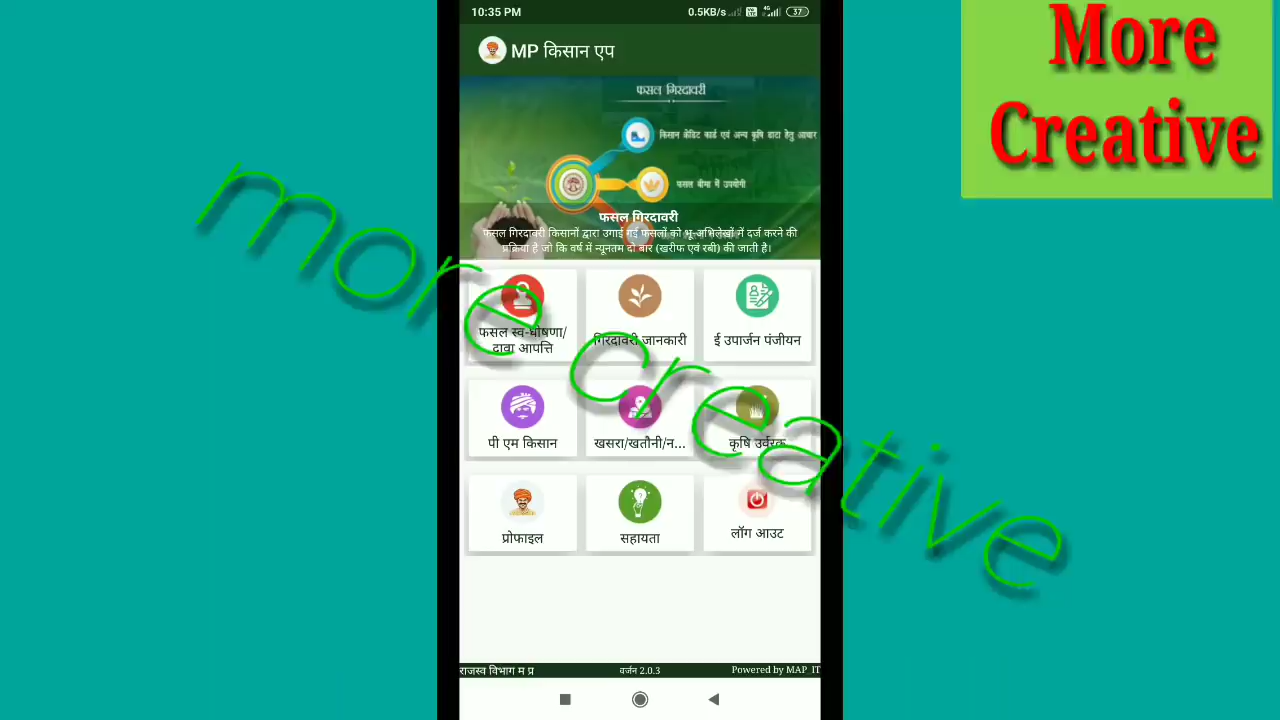 10:35 PM
0.5KB/s
4G
37
More
Creative
MP किसान एप
फसल गिरदावरी
किसान क्रेडिट कार्ड एवं अन्य कृषि डाटा हेतु आधार
फसल बीमा में उपयोगी
फसल गिरदावरी
फसल गिरदावरी किसानों द्वारा उगाई गई फसलों को भू-अभिलेखों में दर्ज करने की
प्रक्रिया है जो कि वर्ष में न्यूनतम दो बार (खरीफ एवं रबी) की जाती है।
more creative
फसल स्व-घोषणा/
दावा आपत्ति
गिरदावरी जानकारी
ई उपार्जन पंजीयन
पी एम किसान
खसरा/खतौनी/न...
कृषि उर्वरक
प्रोफाइल
सहायता
लॉग आउट
राजस्व विभाग म प्र
वर्जन 2.0.3
Powered by MAP_IT